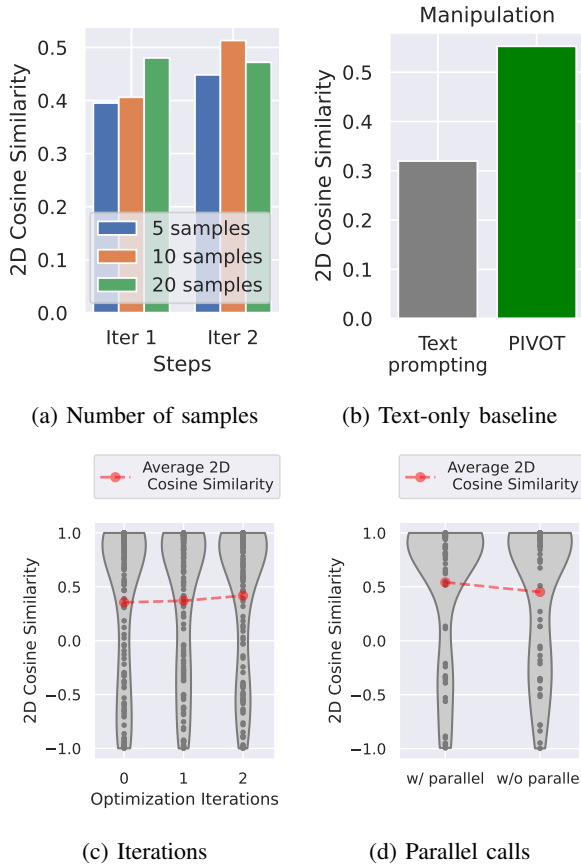 2D Cosine Similarity
0.5
0.4
0.3
0.2
0.1
0.0
5 samples
10 samples
20 samples
Iter 1
Iter 2
Steps
(a) Number of samples
Manipulation
2D Cosine Similarity
0.5
0.4
0.3
0.2
0.1
0.0
Text
prompting
PIVOT
(b) Text-only baseline
Average 2D
Cosine Similarity
2D Cosine Similarity
1.0
0.5
0.0
−0.5
−1.0
0
1
2
Optimization Iterations
(c) Iterations
Average 2D
Cosine Similarity
2D Cosine Similarity
1.0
0.5
0.0
−0.5
−1.0
w/ parallel
w/o paralle
(d) Parallel calls